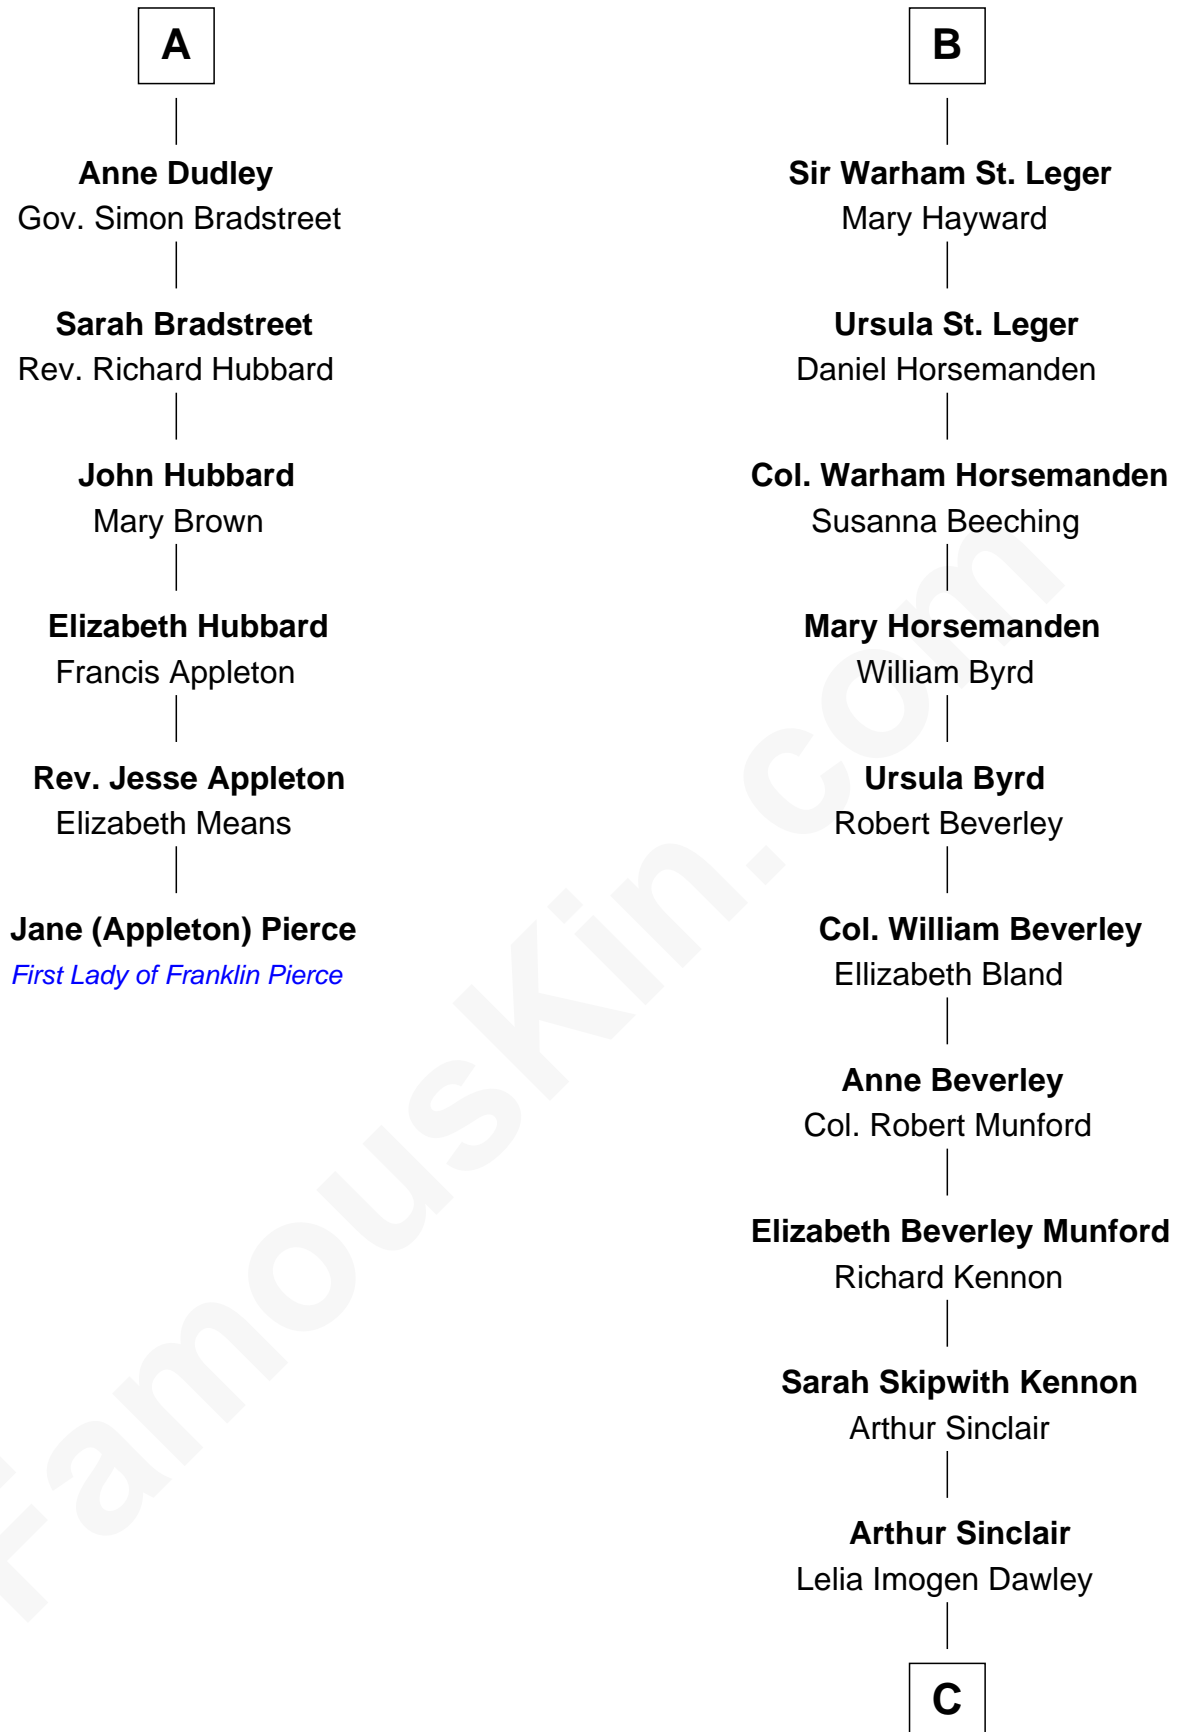 A
Anne Dudley
Gov. Simon Bradstreet
Sarah Bradstreet
Rev. Richard Hubbard
John Hubbard
Mary Brown
Elizabeth Hubbard
Francis Appleton
Rev. Jesse Appleton
Elizabeth Means
Jane (Appleton) Pierce
First Lady of Franklin Pierce
B
Sir Warham St. Leger
Mary Hayward
Ursula St. Leger
Daniel Horsemanden
Col. Warham Horsemanden
Susanna Beeching
Mary Horsemanden
William Byrd
Ursula Byrd
Robert Beverley
Col. William Beverley
Ellizabeth Bland
Anne Beverley
Col. Robert Munford
Elizabeth Beverley Munford
Richard Kennon
Sarah Skipwith Kennon
Arthur Sinclair
Arthur Sinclair
Lelia Imogen Dawley
C
FamousKin.com